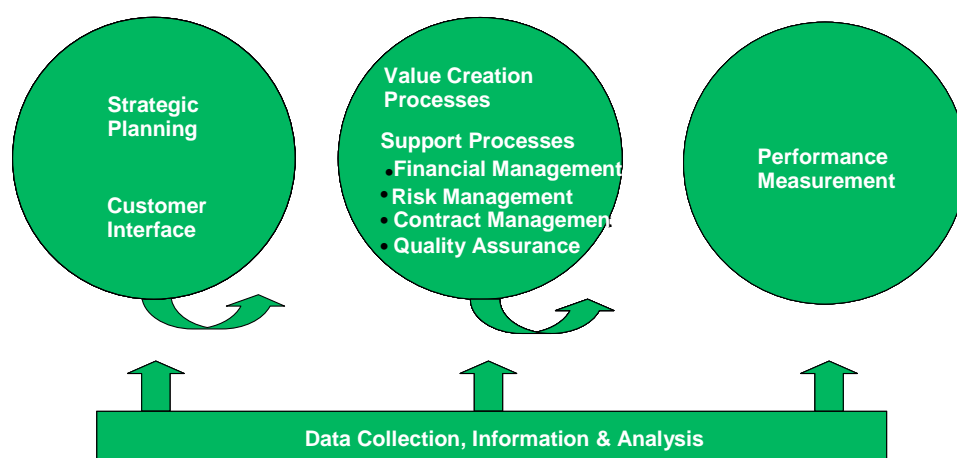 Strategic
Planning
Customer
Interface
Value Creation
Processes
Support Processes
• Financial Management
• Risk Management
• Contract Managemen
• Quality Assurance
Performance
Measurement
Data Collection, Information & Analysis